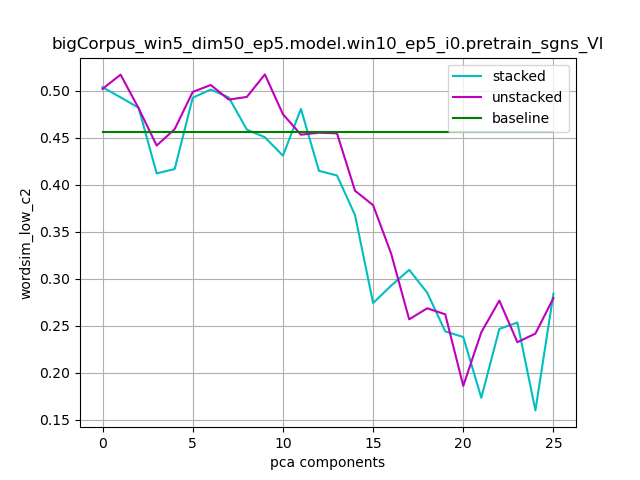 bigCorpus_win5_dim50_ep5.model.win10_ep5_i0.pretrain_sgns_VI
stacked
unstacked
baseline
0.50
0.45
0.40
0.35
0.30
0.25
0.20
0.15
wordsim_low_c2
0 5 10 15 20 25
pca components